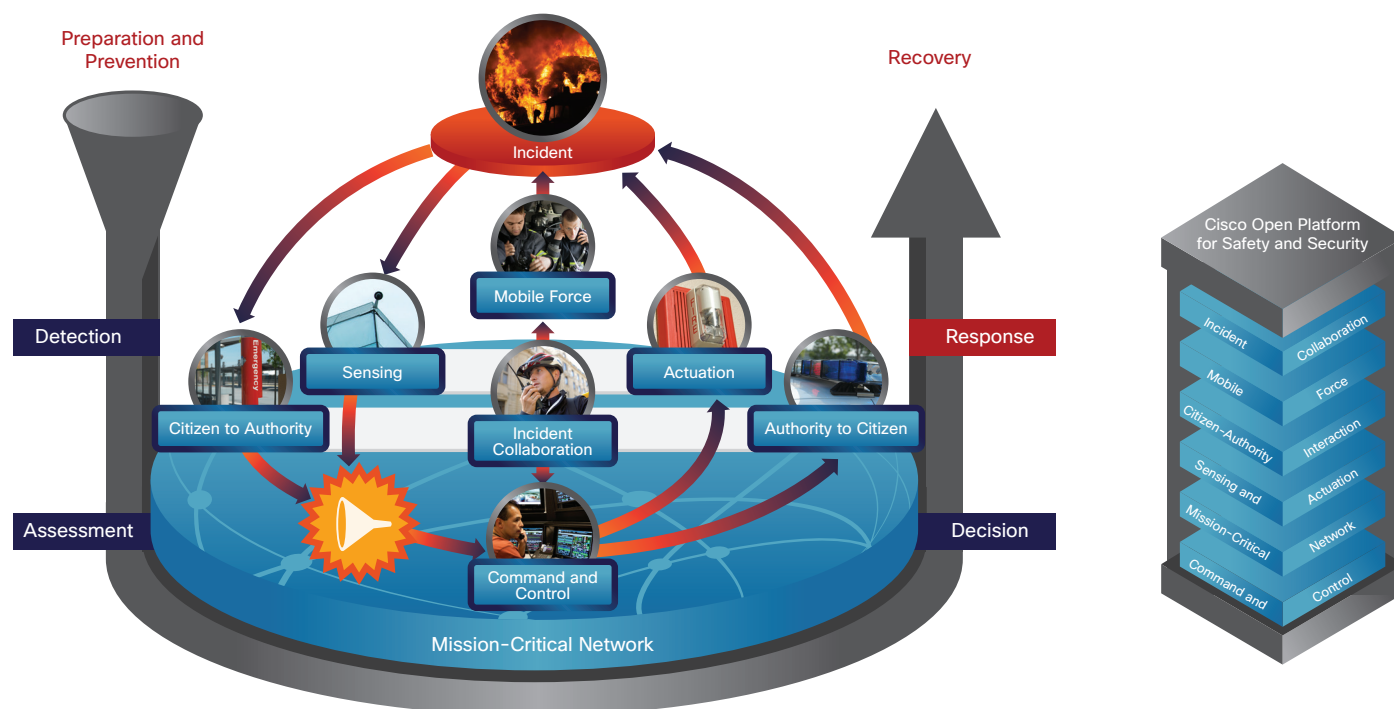 Preparation and
Prevention
Recovery
Incident
Mobile Force
Detection
Response
Emergency
Sensing
Actuation
Citizen to Authority
Incident
Collaboration
Authority to Citizen
Assessment
Decision
Command and
Control
Mission-Critical Network
Cisco Open Platform
for Safety and Security
Incident
Collaboration
Mobile
Force
Citizen-Authority
Interaction
Sensing and
Actuation
Mission-Critical
Network
Command and
Control